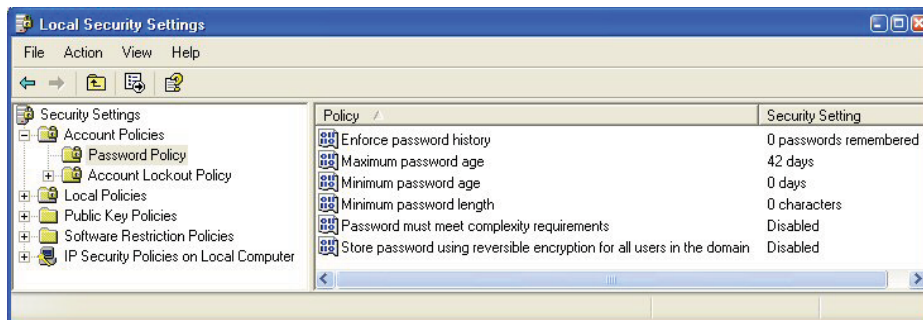 Local Security Settings
File Action View Help
Security Settings
Account Policies
Password Policy
Account Lockout Policy
Local Policies
Public Key Policies
Software Restriction Policies
IP Security Policies on Local Computer
Policy Security Setting
Enforce password history 0 passwords remembered
Maximum password age 42 days
Minimum password age 0 days
Minimum password length 0 characters
Password must meet complexity requirements Disabled
Store password using reversible encryption for all users in the domain Disabled